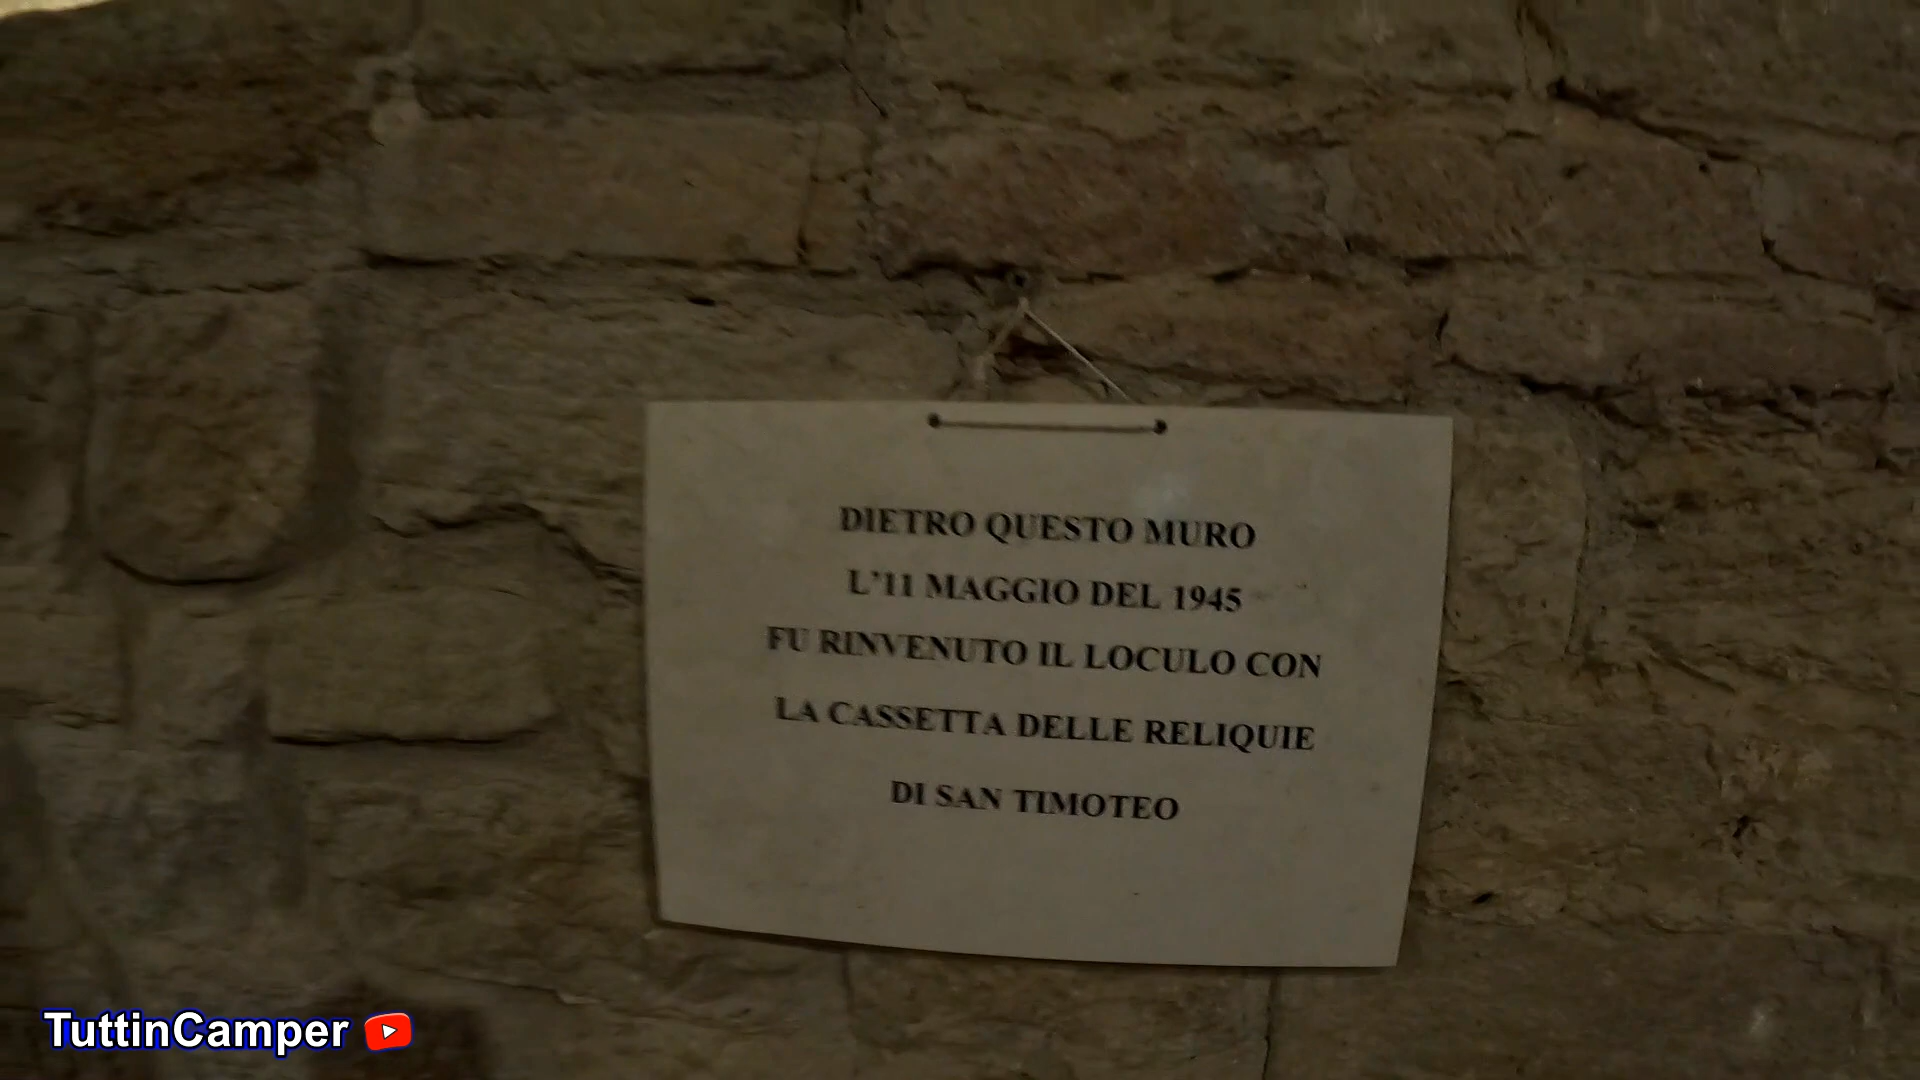 DIETRO QUESTO MURO
L'11 MAGGIO DEL 1945
FU RINVENUTO IL LOCULO CON
LA CASSETTA DELLE RELIQUIE
DI SAN TIMOTEO
TuttinCamper